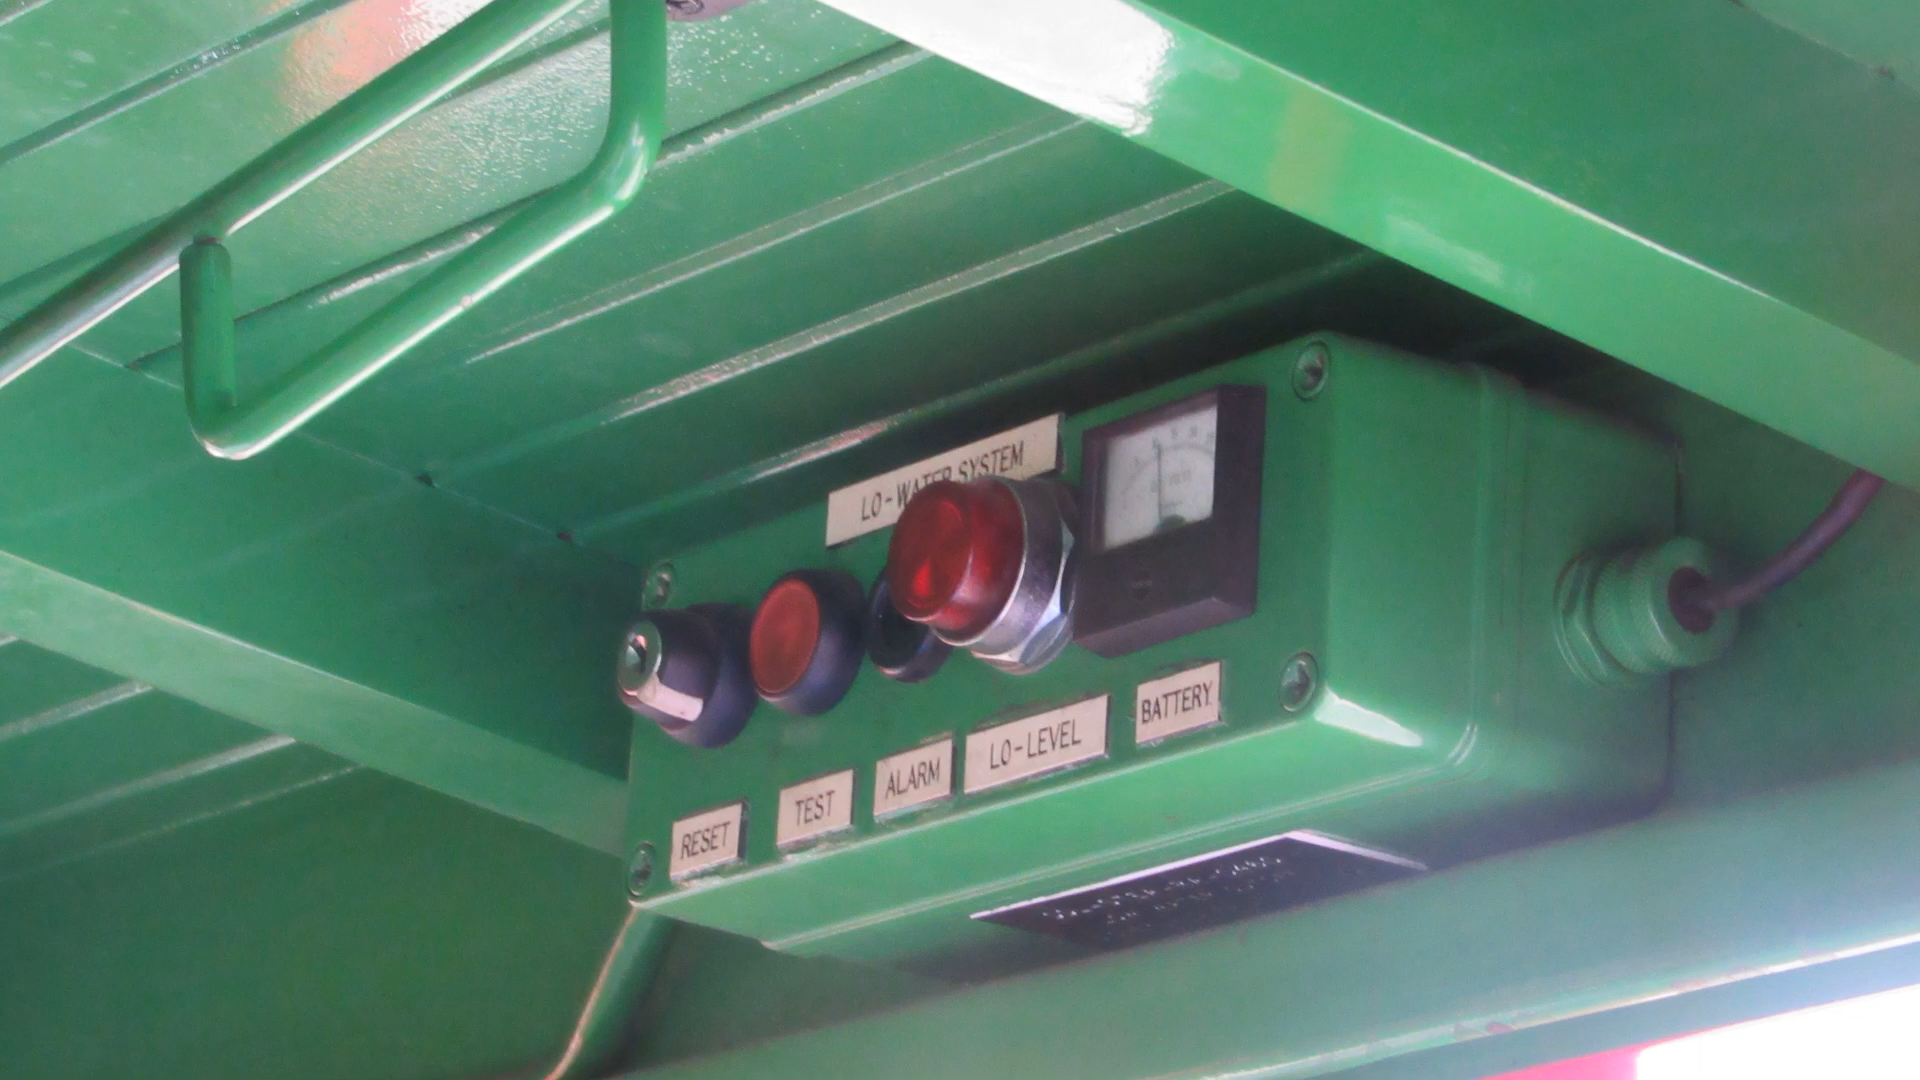 LO-WATER SYSTEM
RESET
TEST
ALARM
LO-LEVEL
BATTERY